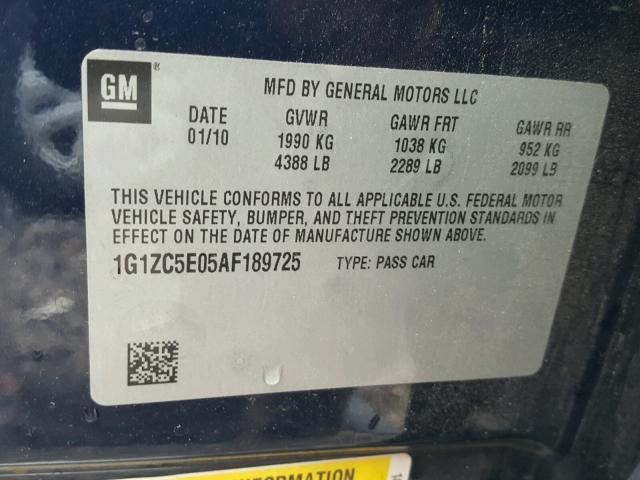 GM
MFD BY GENERAL MOTORS LLC
DATE GVWR GAWR FRT GAWR RR
01/10 1990 KG 1038 KG 952 KG
4388 LB 2289 LB 2099 LB
THIS VEHICLE CONFORMS TO ALL APPLICABLE U.S. FEDERAL MOTOR
VEHICLE SAFETY, BUMPER, AND THEFT PREVENTION STANDARDS IN
EFFECT ON THE DATE OF MANUFACTURE SHOWN ABOVE.
1G1ZC5E05AF189725 TYPE: PASS CAR
INFORMATION